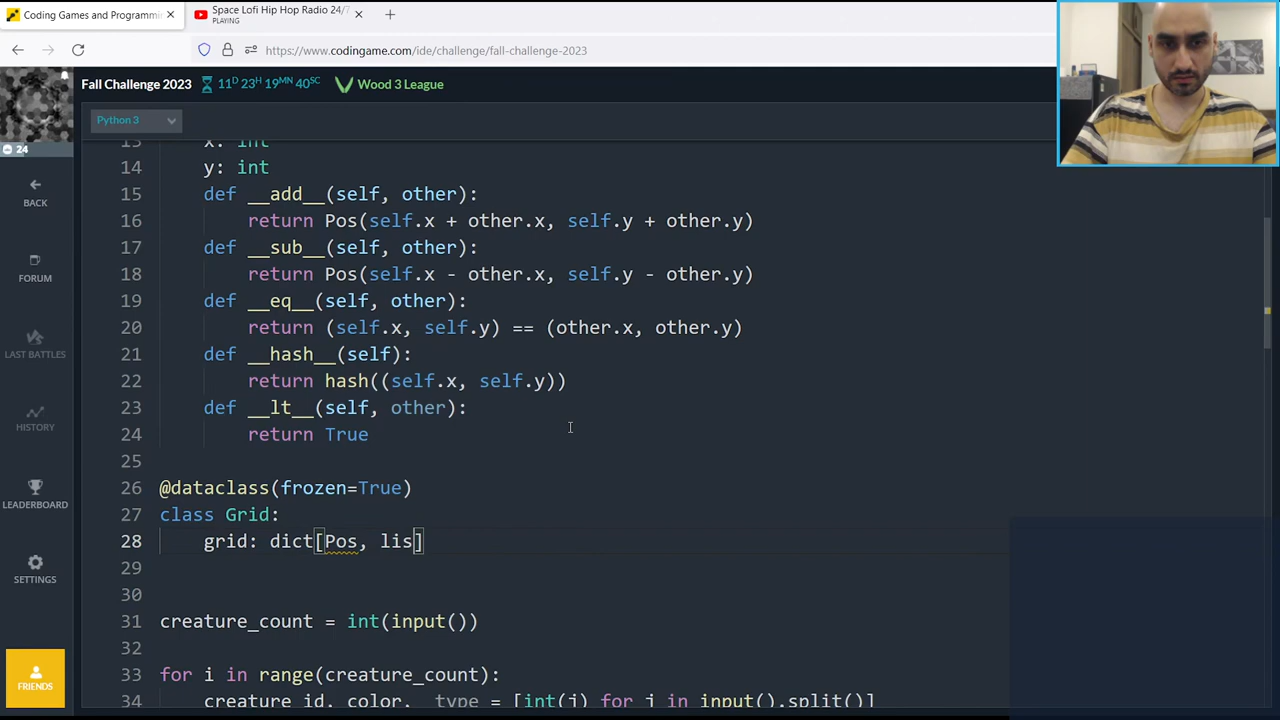 Coding Games and Programmin
Space Lofi Hip Hop Radio 24/7
PLAYING
https://www.codingame.com/ide/challenge/fall-challenge-2023
Fall Challenge 2023
11D 23H 19MN 40SC
Wood 3 League
Python 3
24
BACK
FORUM
LAST BATTLES
HISTORY
LEADERBOARD
SETTINGS
FRIENDS
13 x: int
14 y: int
15 def __add__(self, other):
16 return Pos(self.x + other.x, self.y + other.y)
17 def __sub__(self, other):
18 return Pos(self.x - other.x, self.y - other.y)
19 def __eq__(self, other):
20 return (self.x, self.y) == (other.x, other.y)
21 def __hash__(self):
22 return hash((self.x, self.y))
23 def __lt__(self, other):
24 return True
25
26 @dataclass(frozen=True)
27 class Grid:
28 grid: dict[Pos, lis]
29
30
31 creature_count = int(input())
32
33 for i in range(creature_count):
34 creature_id, color, _type = [int(j) for j in input().split()]